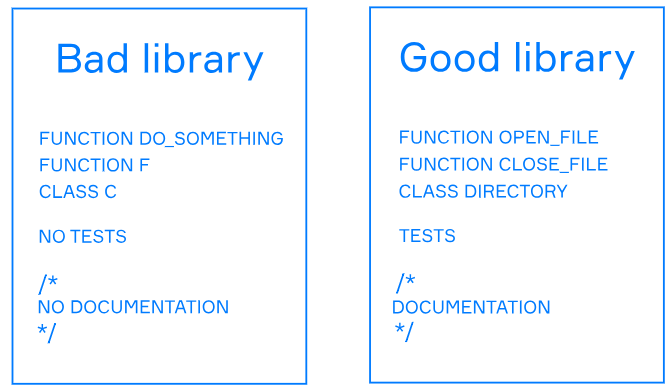 Bad library
FUNCTION DO_SOMETHING
FUNCTION F
CLASS C
NO TESTS
/*
NO DOCUMENTATION
*/
Good library
FUNCTION OPEN_FILE
FUNCTION CLOSE_FILE
CLASS DIRECTORY
TESTS
/*
DOCUMENTATION
*/